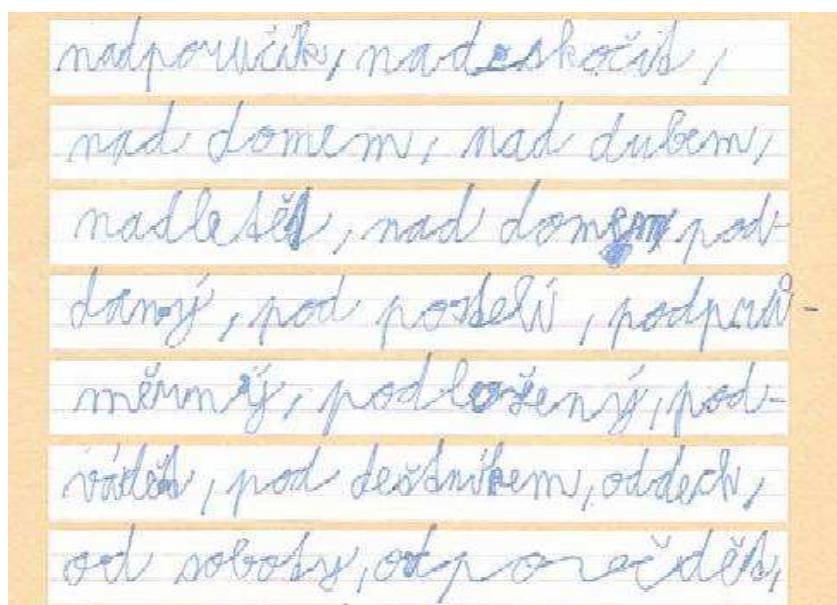 nadporučík, nadeskočit,
nad domem, nad dubem,
nadletět, nad domem, pod-
daný, pod postelí, podprů-
měrný, podložený, pod-
vádět, pod deštníkem, oddech,
od soboty,